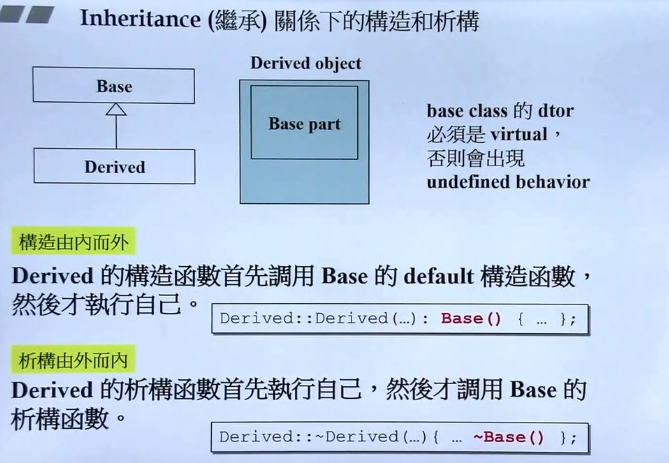 Inheritance (繼承) 關係下的構造和析構
Base
Derived
Derived object
Base part
base class 的 dtor
必須是 virtual，
否則會出現
undefined behavior
構造由內而外
Derived 的構造函數首先調用 Base 的 default 構造函數，
然後才執行自己。
Derived::Derived(…): Base() { … };
析構由外而內
Derived 的析構函數首先執行自己，然後才調用 Base 的
析構函數。
Derived::~Derived(…){ … ~Base() };